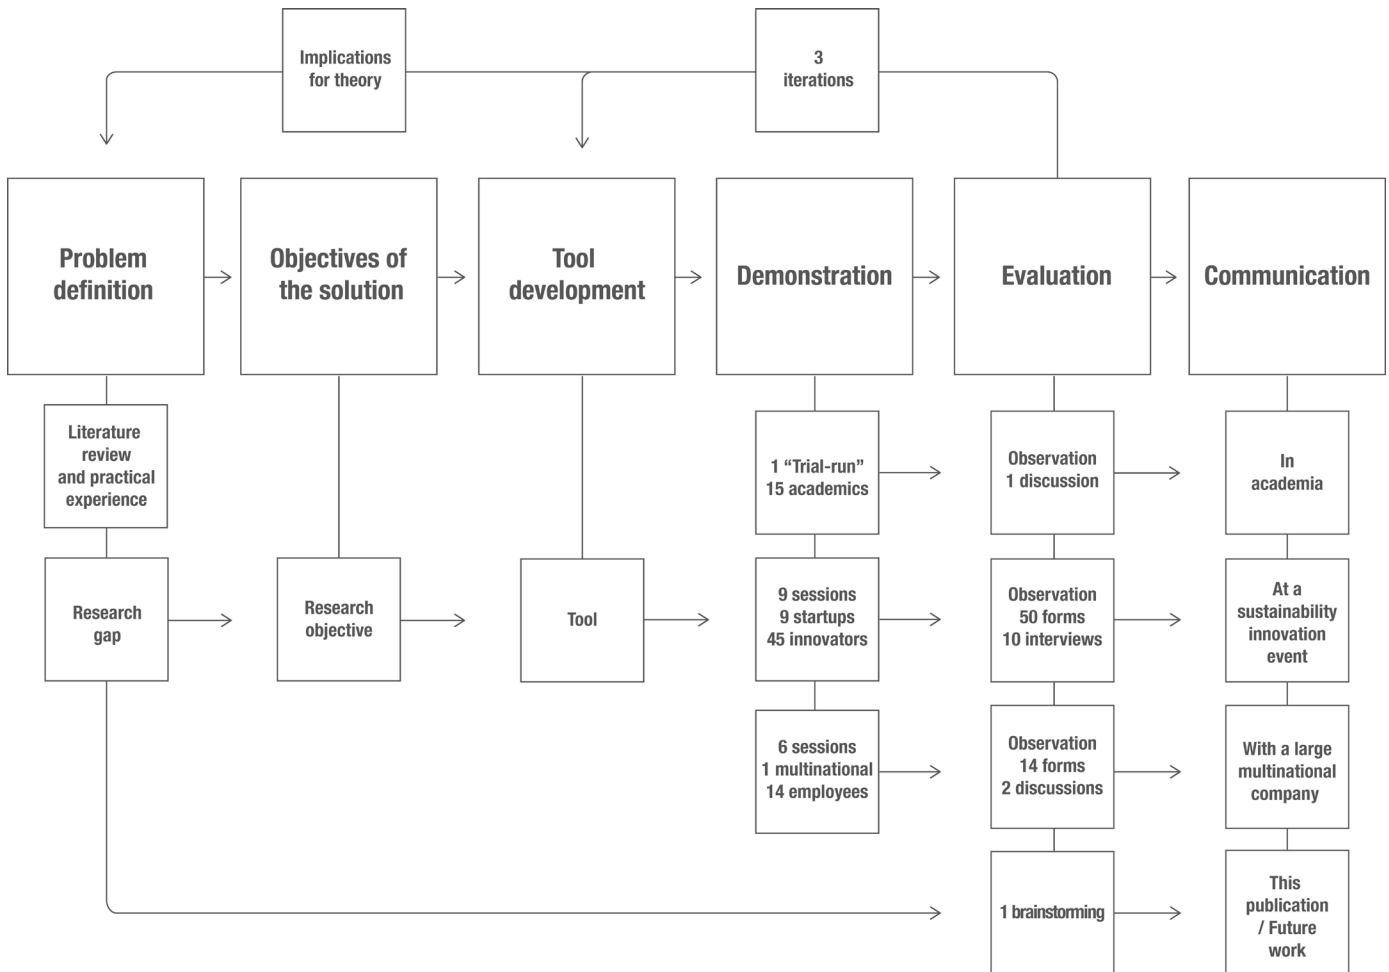 Implications
for theory
3
iterations
Problem
definition
Objectives of
the solution
Tool
development
Demonstration
Evaluation
Communication
Literature
review
and practical
experience
1 “Trial-run”
15 academics
Observation
1 discussion
In
academia
Research
gap
Research
objective
Tool
9 sessions
9 startups
45 innovators
Observation
50 forms
10 interviews
At a
sustainability
innovation
event
6 sessions
1 multinational
14 employees
Observation
14 forms
2 discussions
With a large
multinational
company
1 brainstorming
This
publication
/ Future
work